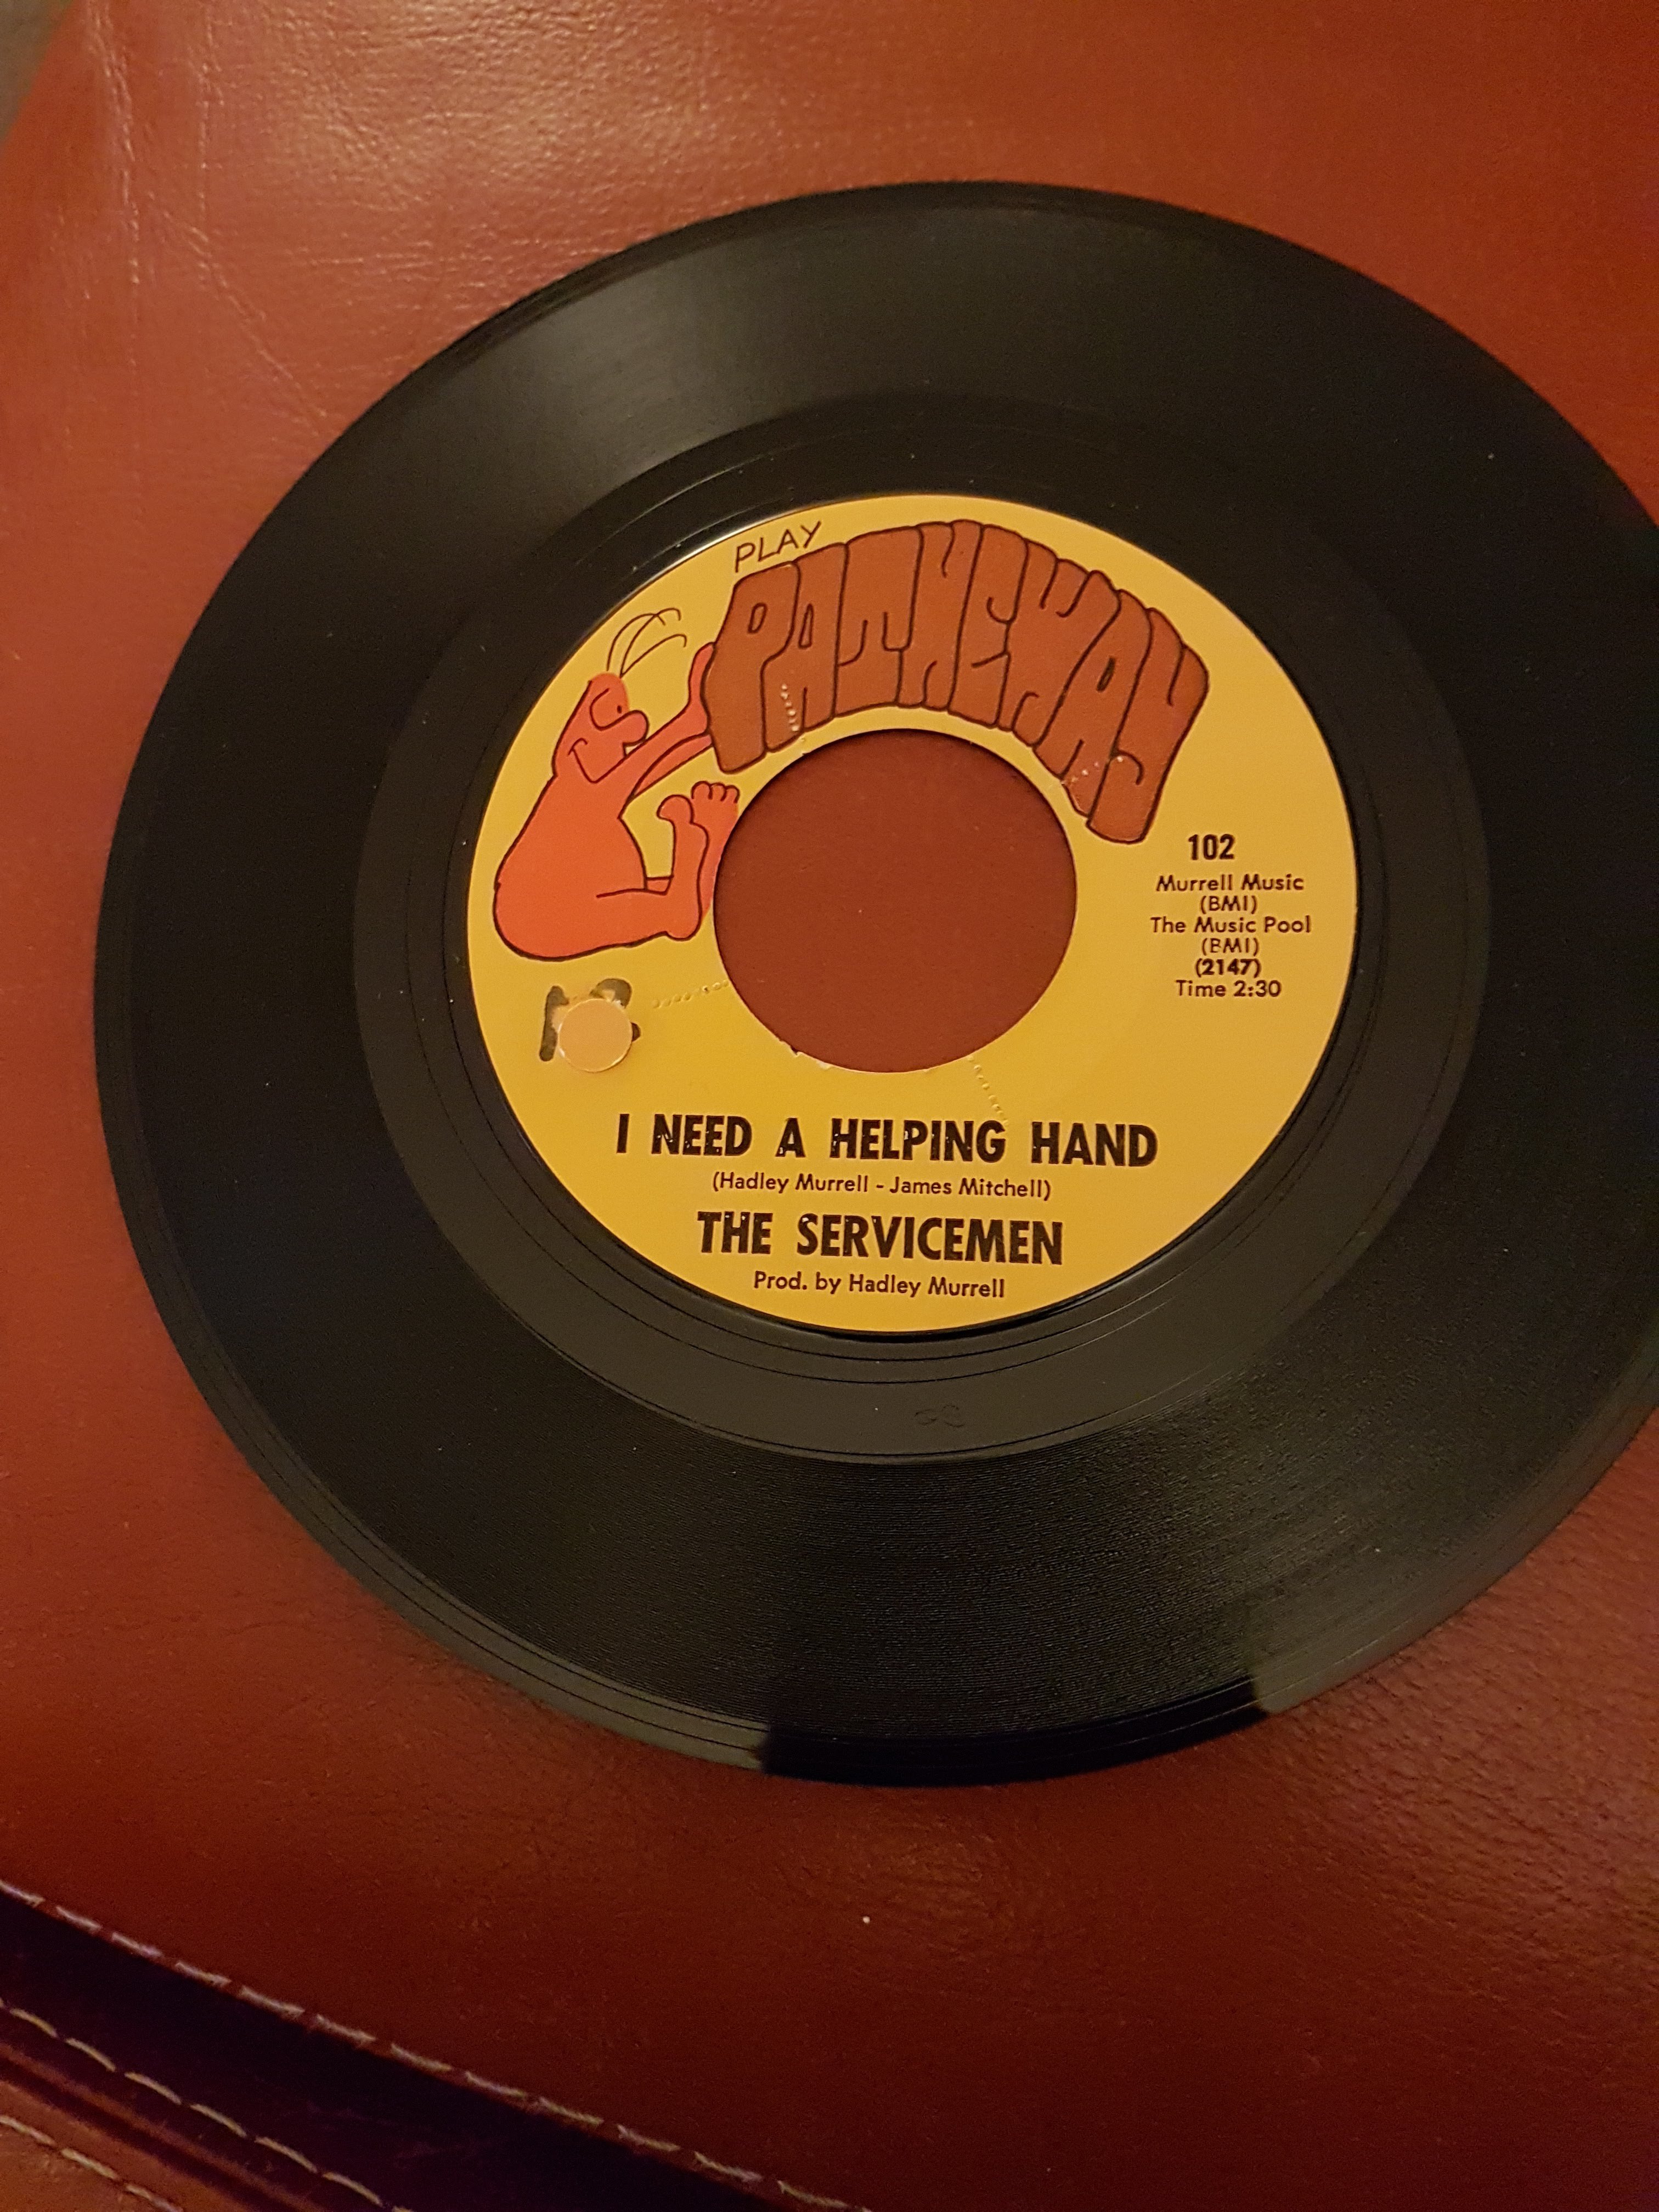 PLAY
PATHEWAY
102
Murrell Music
(BMI)
The Music Pool
(BMI)
(2147)
Time 2:30
I NEED A HELPING HAND
(Hadley Murrell - James Mitchell)
THE SERVICEMEN
Prod. by Hadley Murrell